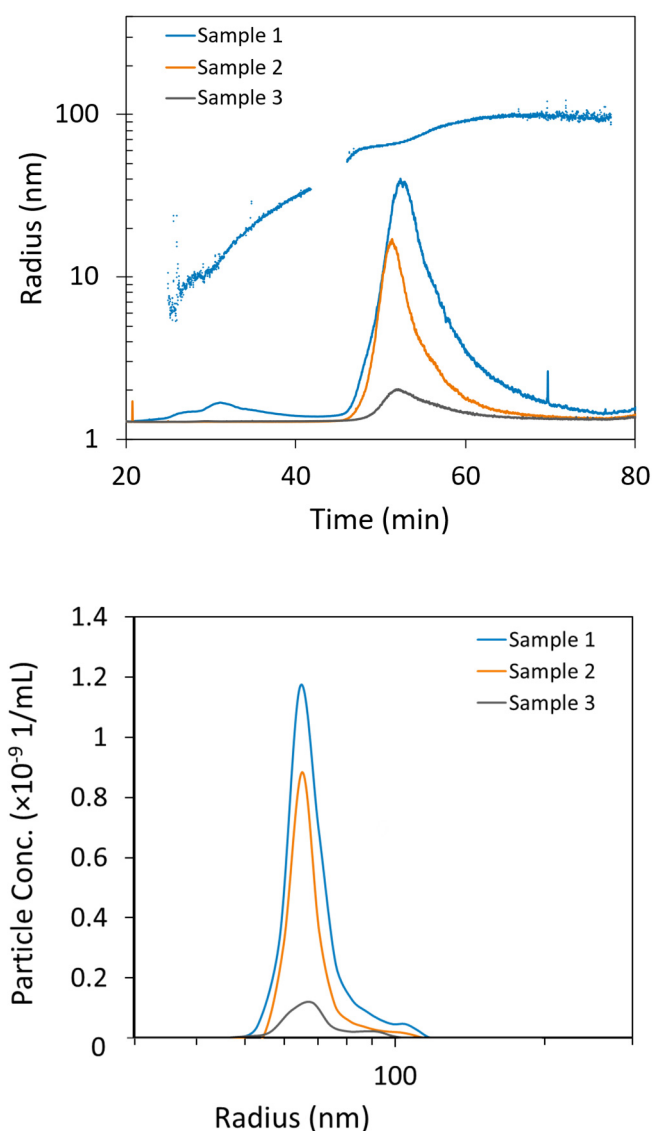 Sample 1
Sample 2
Sample 3
100
10
1
Radius (nm)
20 40 60 80
Time (min)
1.4
1.2
1
0.8
0.6
0.4
0.2
0
Particle Conc. (×10⁻⁹ 1/mL)
Sample 1
Sample 2
Sample 3
100
Radius (nm)